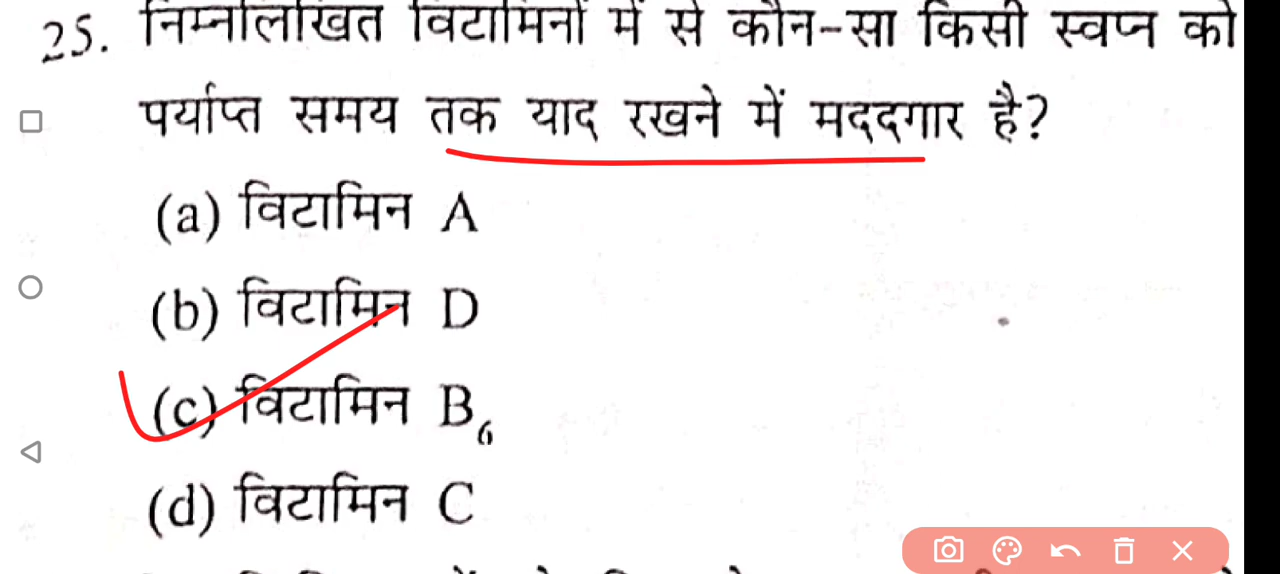 25. निम्नलिखित विटामिनों में से कौन-सा किसी स्वप्न को
पर्याप्त समय तक याद रखने में मददगार है?
(a) विटामिन A
(b) विटामिन D
(c) विटामिन B₆
(d) विटामिन C